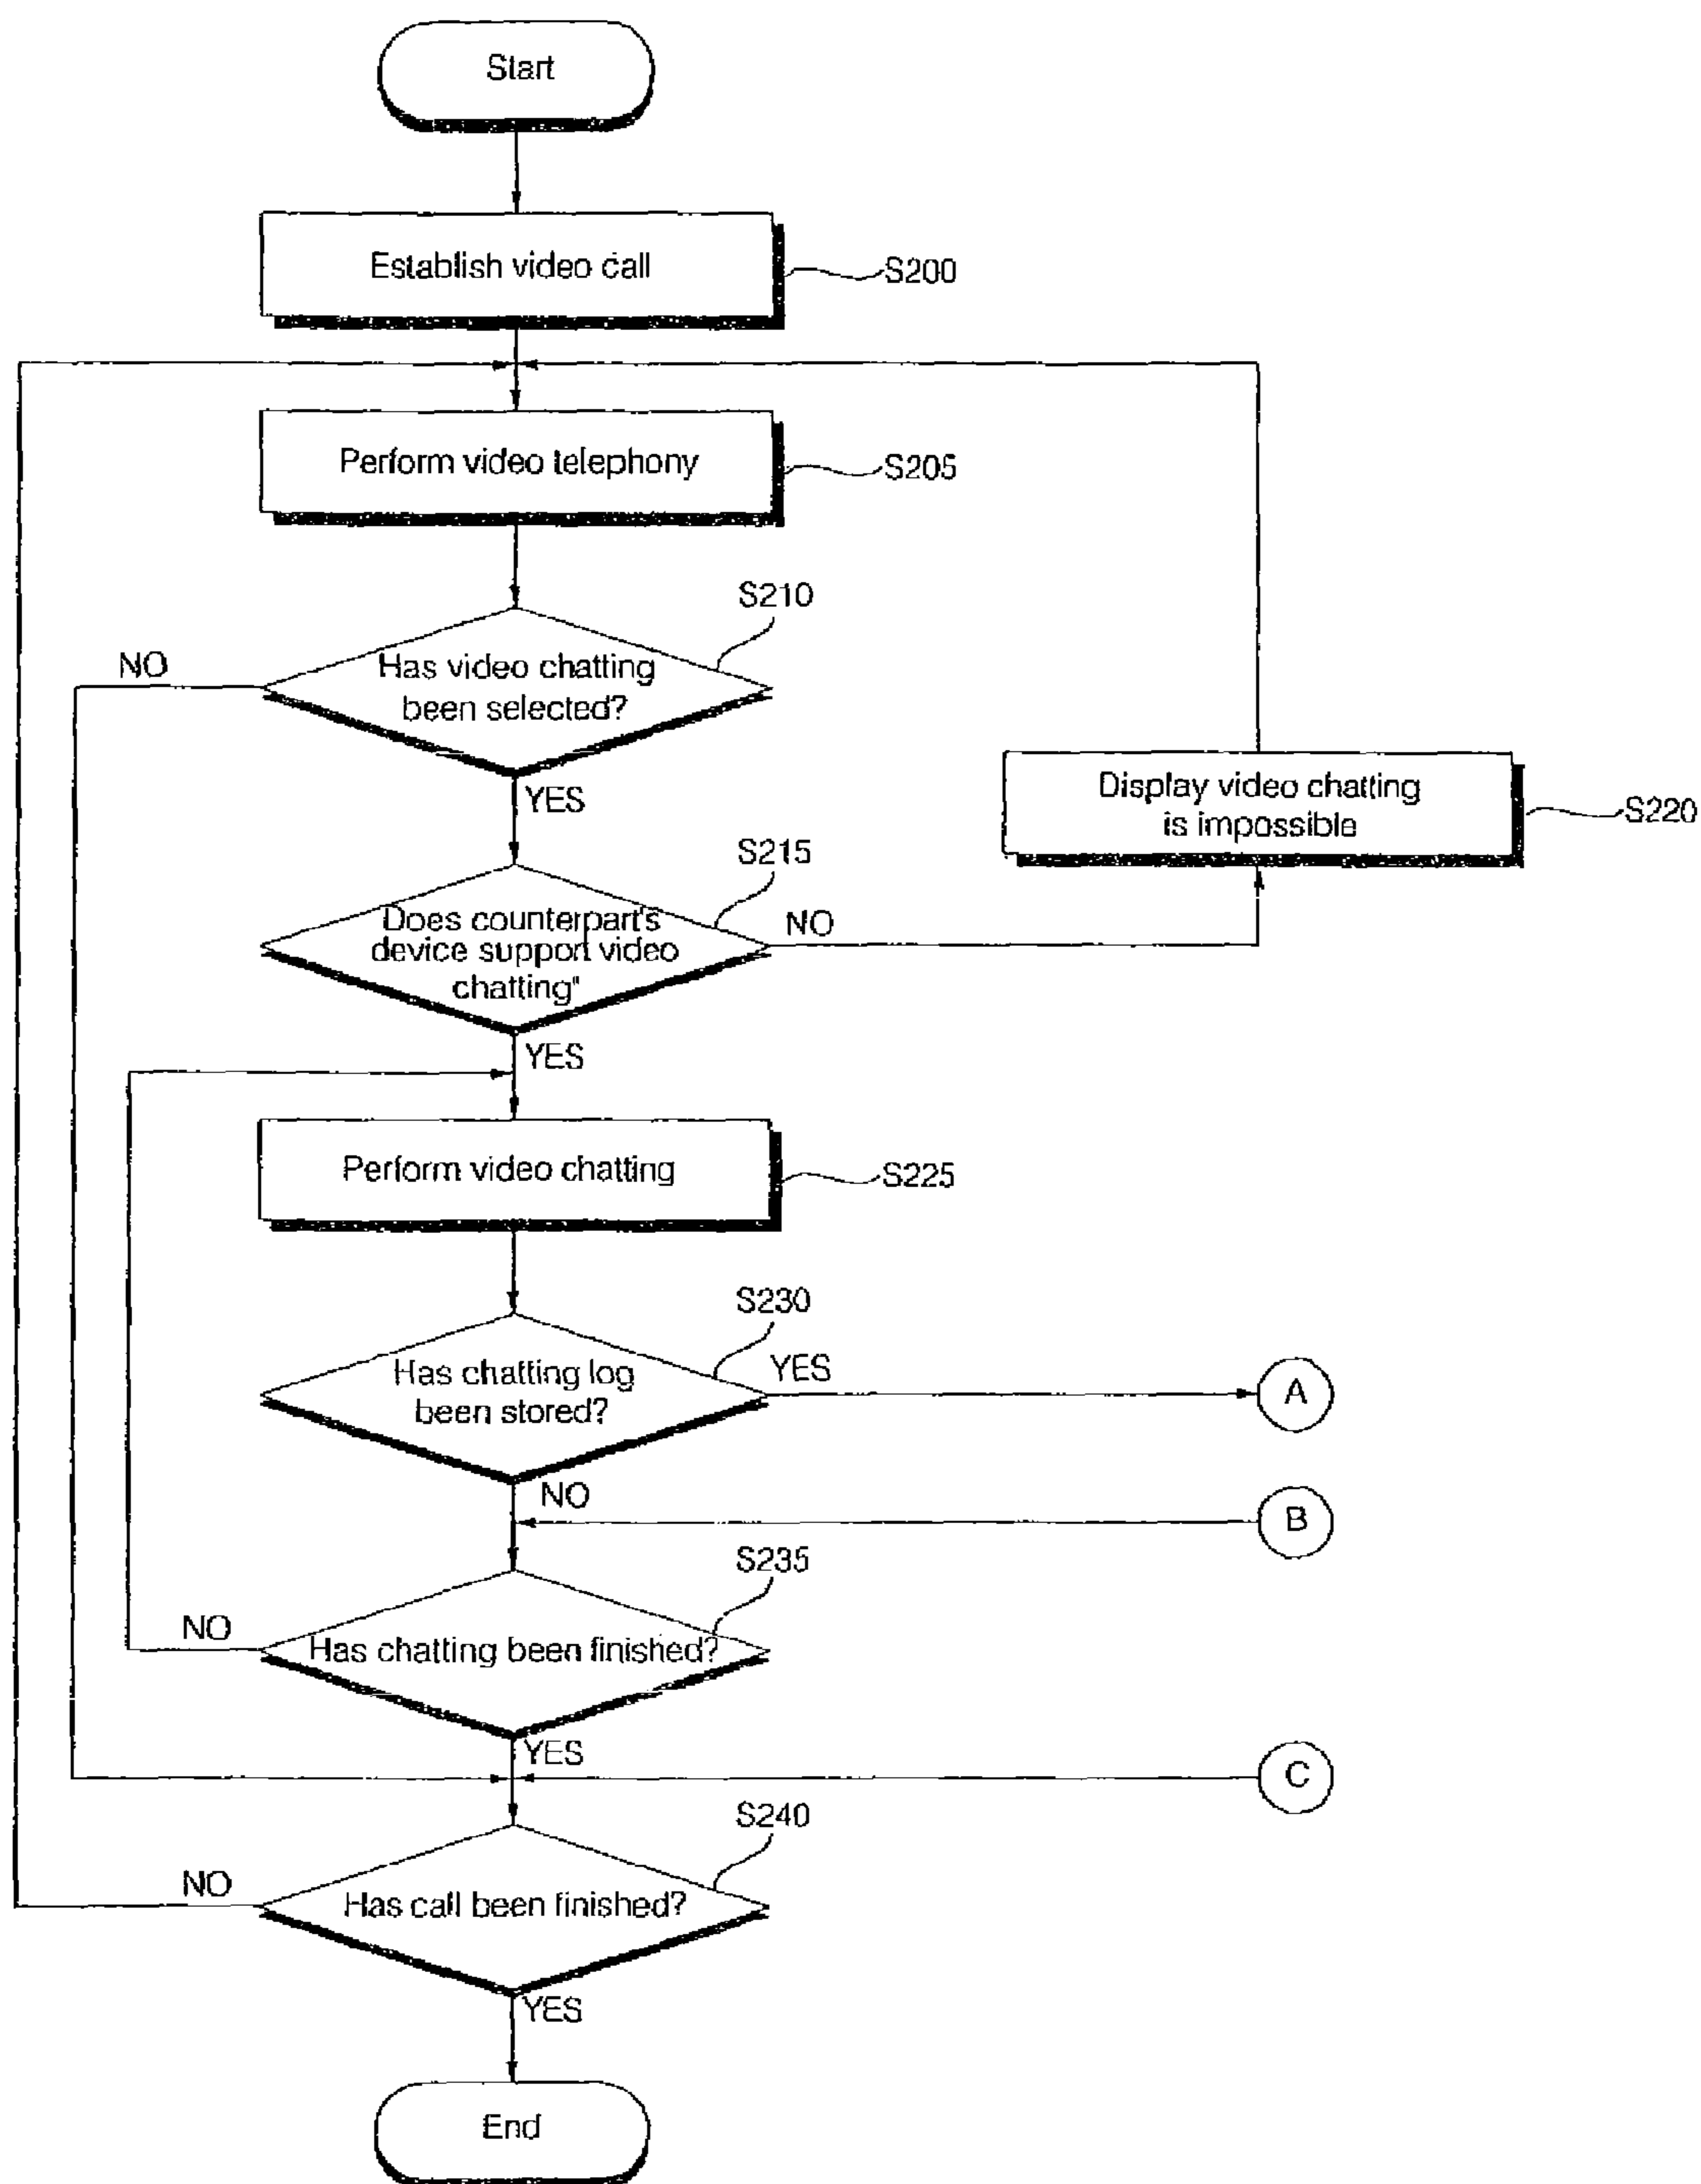 Start
Establish video call
S200
Perform video telephony
S205
S210
NO
Has video chatting
been selected?
YES
Display video chatting
is impossible
S220
S215
Does counterpart's
device support video
chatting"
NO
YES
Perform video chatting
S225
S230
Has chatting log
been stored?
YES
A
NO
B
S235
NO
Has chatting been finished?
YES
C
S240
NO
Has call been finished?
YES
End